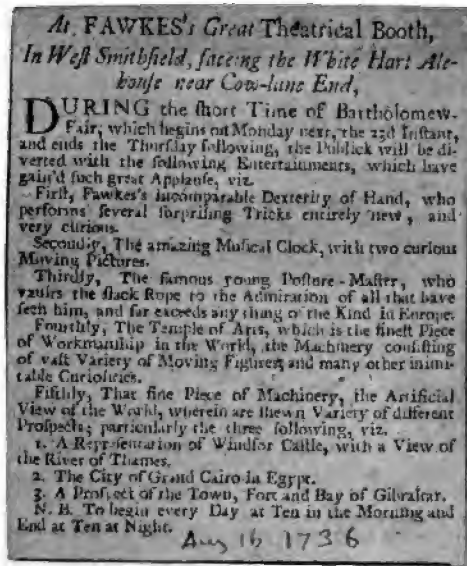 At FAWKES's Great Theatrical Booth,
In West Smithfield, facing the White Hart Ale-
house near Cow-lane End,
DURING the short Time of Bartholomew-
Fair, which begins on Monday next, the 23d Instant,
and ends the Thursday following, the Publick will be di-
verted with the following Entertainments, which have
gain'd such great Applause, viz.
First, Fawkes's incomparable Dexterity of Hand, who
performs several surprising Tricks entirely new, and
very curious.
Secondly, The amazing Musical Clock, with two curious
Moving Pictures.
Thirdly, The famous young Posture-Master, who
vaults the slack Rope to the Admiration of all that have
seen him, and far exceeds any thing o' the Kind in Europe.
Fourthly, The Temple of Arts, which is the finest Piece
of Workmanship in the World, the Machinery consisting
of vast Variety of Moving Figures, and many other inimi-
table Curiosities.
Fifthly, That fine Piece of Machinery, the Artificial
View of the World, wherein are shewn Variety of different
Prospects; particularly the three following, viz.
1. A Representation of Windsor Castle, with a View of
the River of Thames.
2. The City of Grand Cairo in Egypt.
3. A Prospect of the Town, Fort and Bay of Gibraltar.
N. B. To begin every Day at Ten in the Morning and
End at Ten at Night.
Aug 16 1736